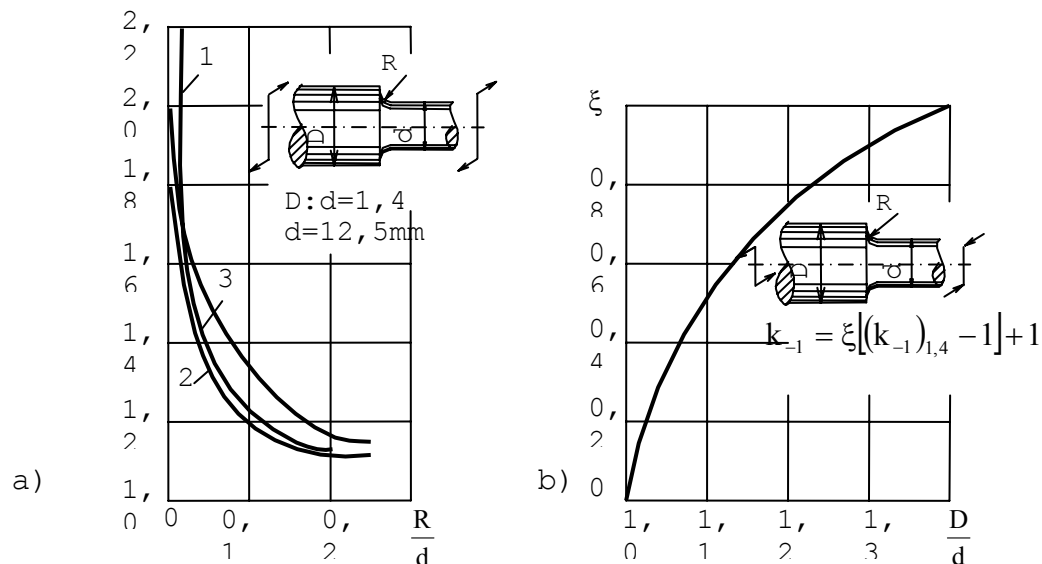 2,2
2,0
1,8
1,6
1,4
1,2
1,0
0
0,1
0,2
R/d
1
2
3
R
D
d
D:d=1,4
d=12,5mm
a)
ξ
0,8
0,6
0,4
0,2
0
1,0
1,1
1,2
1,3
D/d
R
D
d
k₋₁ = ξ[(k₋₁)₁,₄ −1]+1
b)